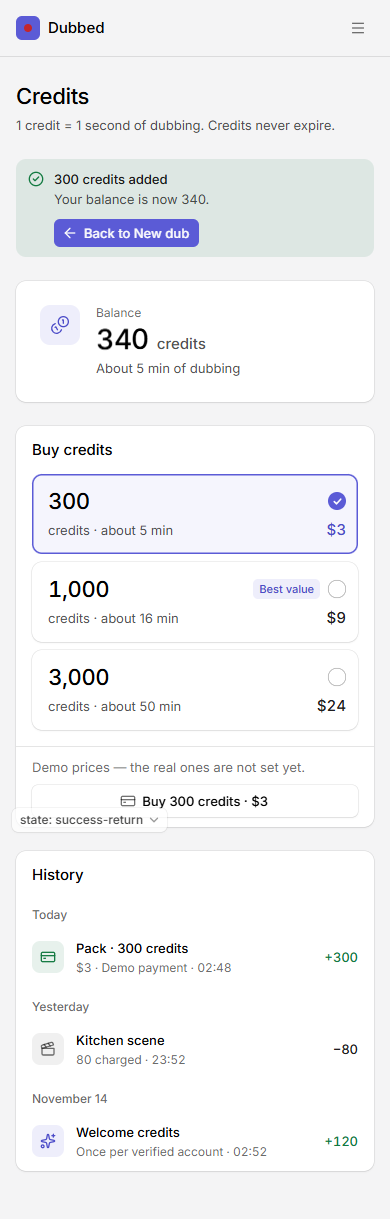 Dubbed
Credits
1 credit = 1 second of dubbing. Credits never expire.
300 credits added
Your balance is now 340.
Back to New dub
Balance
340 credits
About 5 min of dubbing
Buy credits
300
credits · about 5 min
$3
1,000
Best value
credits · about 16 min
$9
3,000
credits · about 50 min
$24
Demo prices — the real ones are not set yet.
Buy 300 credits · $3
state: success-return
History
Today
Pack · 300 credits
+300
$3 · Demo payment · 02:48
Yesterday
Kitchen scene
−80
80 charged · 23:52
November 14
Welcome credits
+120
Once per verified account · 02:52